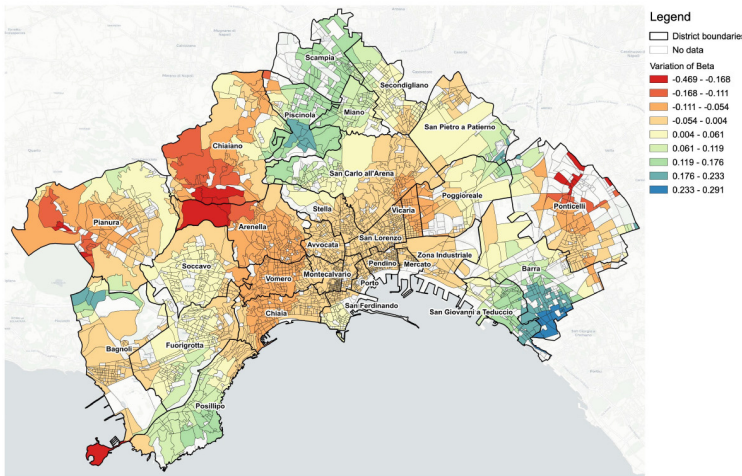 Legend
District boundaries
No data
Variation of Beta
-0.469 - -0.168
-0.168 - -0.111
-0.111 - -0.054
-0.054 - 0.004
0.004 - 0.061
0.061 - 0.119
0.119 - 0.176
0.176 - 0.233
0.233 - 0.291
Scampia
Secondigliano
Piscinola
Miano
San Pietro a Patierno
Chiaiano
San Carlo all'Arena
Poggioreale
Ponticelli
Pianura
Stella
Vicaria
Arenella
Avvocata
San Lorenzo
Zona Industriale
Soccavo
Pendino
Mercato
Barra
Vomero
Montecalvario
Porto
San Ferdinando
San Giovanni a Teduccio
Chiaia
Bagnoli
Fuorigrotta
Posillipo